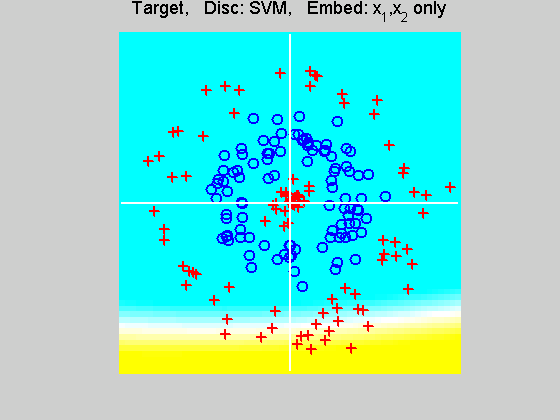 Target,   Disc: SVM,   Embed: x₁,x₂ only